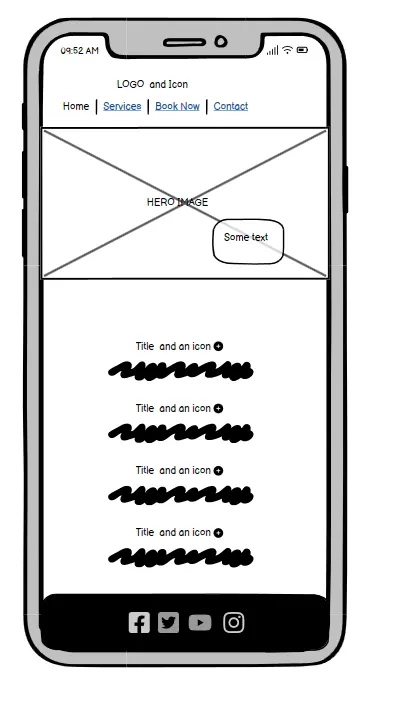 09:52 AM
LOGO and Icon
Home | Services | Book Now | Contact
HERO IMAGE
Some text
Title and an icon
Title and an icon
Title and an icon
Title and an icon